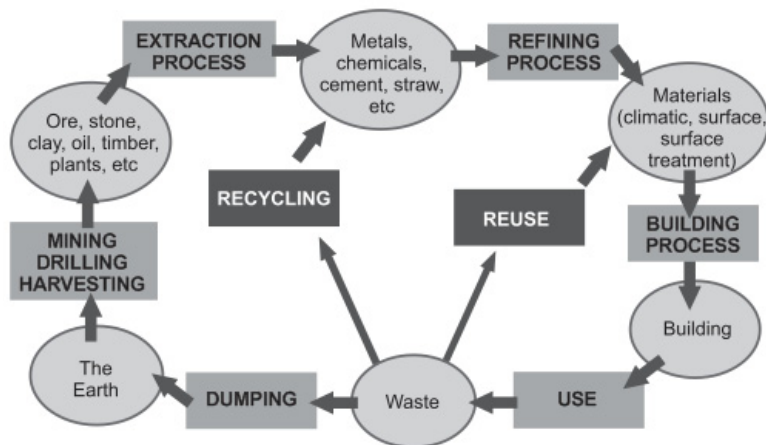 EXTRACTION
PROCESS
Metals,
chemicals,
cement, straw,
etc
REFINING
PROCESS
Ore, stone,
clay, oil, timber,
plants, etc
Materials
(climatic, surface,
surface
treatment)
RECYCLING
REUSE
MINING
DRILLING
HARVESTING
BUILDING
PROCESS
Building
The
Earth
DUMPING
Waste
USE